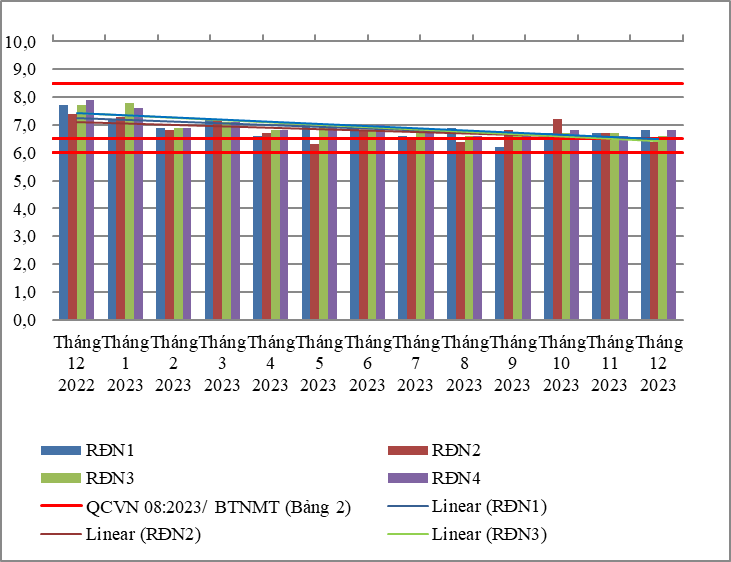 10,0
9,0
8,0
7,0
6,0
5,0
4,0
3,0
2,0
1,0
0,0
Tháng Tháng Tháng Tháng Tháng Tháng Tháng Tháng Tháng Tháng Tháng Tháng Tháng
12 1 2 3 4 5 6 7 8 9 10 11 12
2022 2023 2023 2023 2023 2023 2023 2023 2023 2023 2023 2023 2023
RĐN1 RĐN2
RĐN3 RĐN4
QCVN 08:2023/ BTNMT (Bảng 2) Linear (RĐN1)
Linear (RĐN2) Linear (RĐN3)